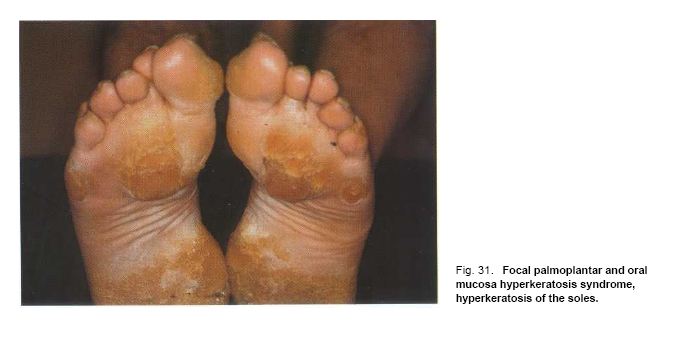 Fig. 31. Focal palmoplantar and oral
mucosa hyperkeratosis syndrome,
hyperkeratosis of the soles.